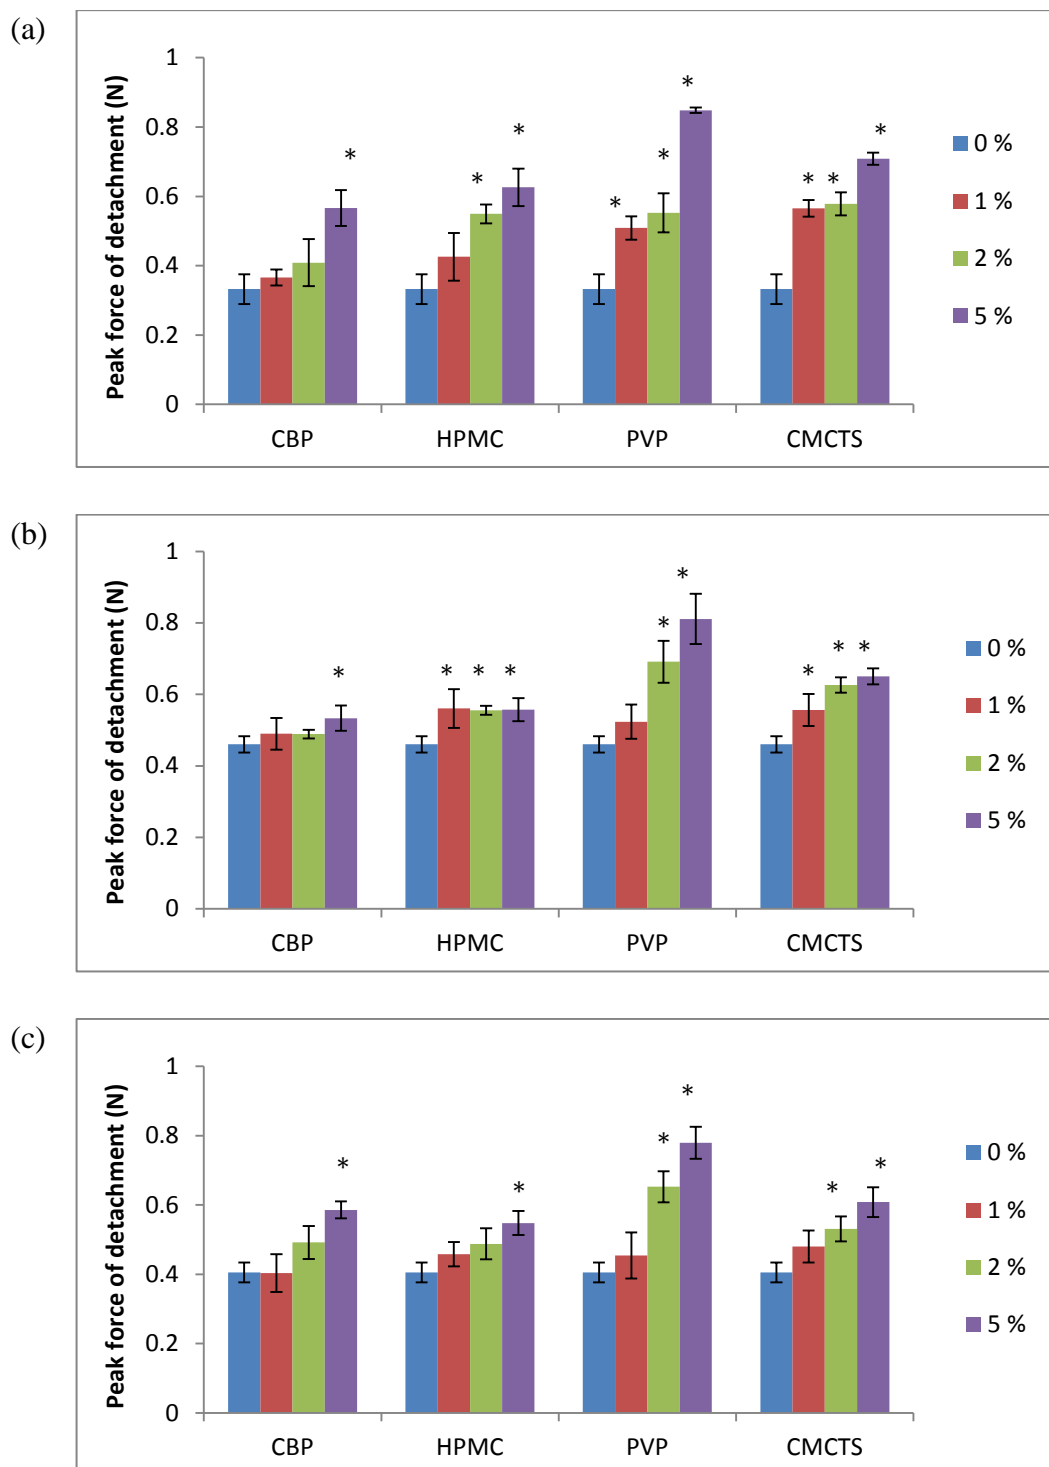 (a)
Peak force of detachment (N)
1
0.8
0.6
0.4
0.2
0
* * * * * * * * *
CBP HPMC PVP CMCTS
0 %
1 %
2 %
5 %
(b)
Peak force of detachment (N)
1
0.8
0.6
0.4
0.2
0
* * * * * * * * *
CBP HPMC PVP CMCTS
0 %
1 %
2 %
5 %
(c)
Peak force of detachment (N)
1
0.8
0.6
0.4
0.2
0
* * * * * *
CBP HPMC PVP CMCTS
0 %
1 %
2 %
5 %